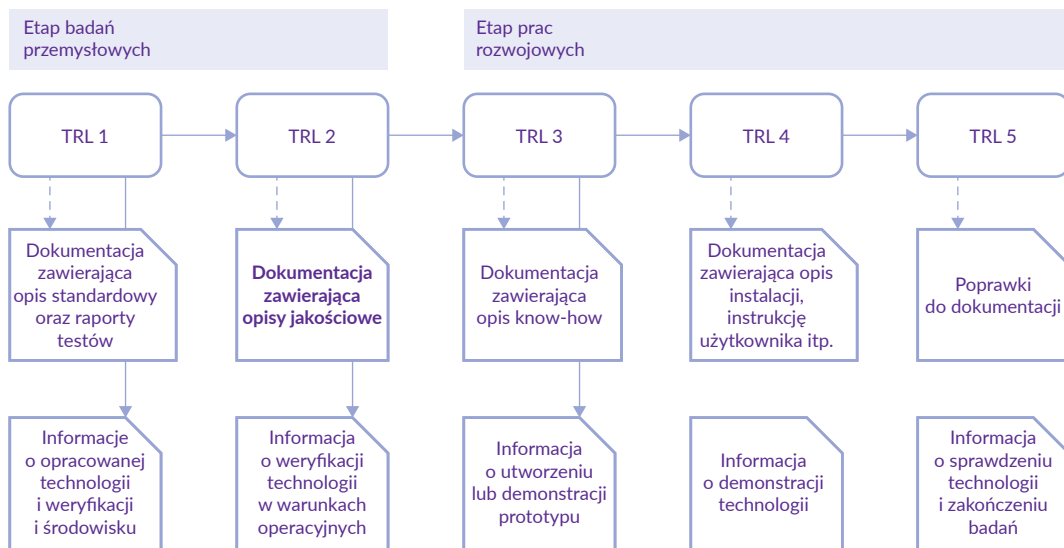 Etap badań
przemysłowych
Etap prac
rozwojowych
TRL 1
TRL 2
TRL 3
TRL 4
TRL 5
Dokumentacja
zawierająca
opis standardowy
oraz raporty
testów
Dokumentacja
zawierająca
opisy jakościowe
Dokumentacja
zawierająca
opis know-how
Dokumentacja
zawierająca opis
instalacji,
instrukcję
użytkownika itp.
Poprawki
do dokumentacji
Informacje
o opracowanej
technologii
i weryfikacji
i środowisku
Informacja
o weryfikacji
technologii
w warunkach
operacyjnych
Informacja
o utworzeniu
lub demonstracji
prototypu
Informacja
o demonstracji
technologii
Informacja
o sprawdzeniu
technologii
i zakończeniu
badań